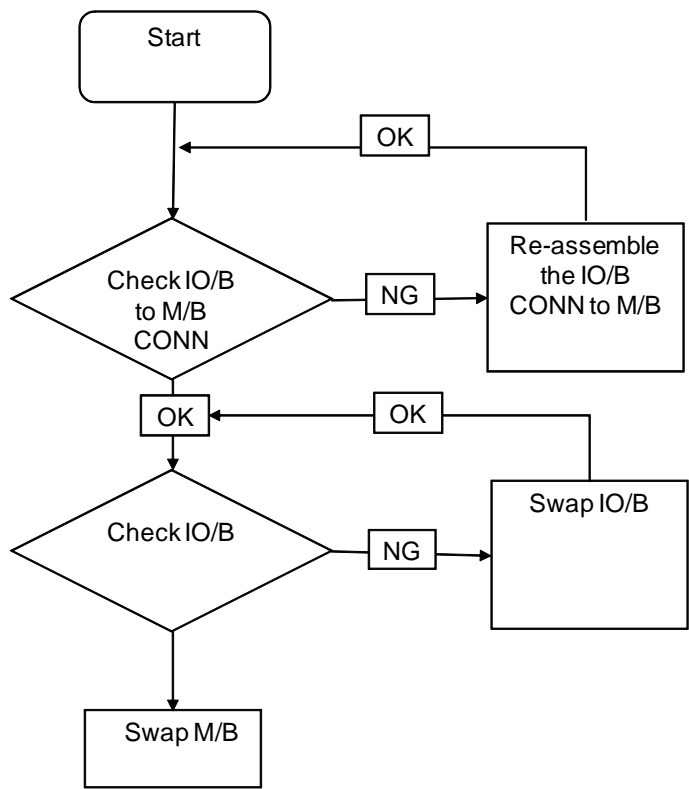 Start
OK
Check IO/B
to M/B
CONN
NG
Re-assemble
the IO/B
CONN to M/B
OK
OK
Check IO/B
NG
Swap IO/B
Swap M/B